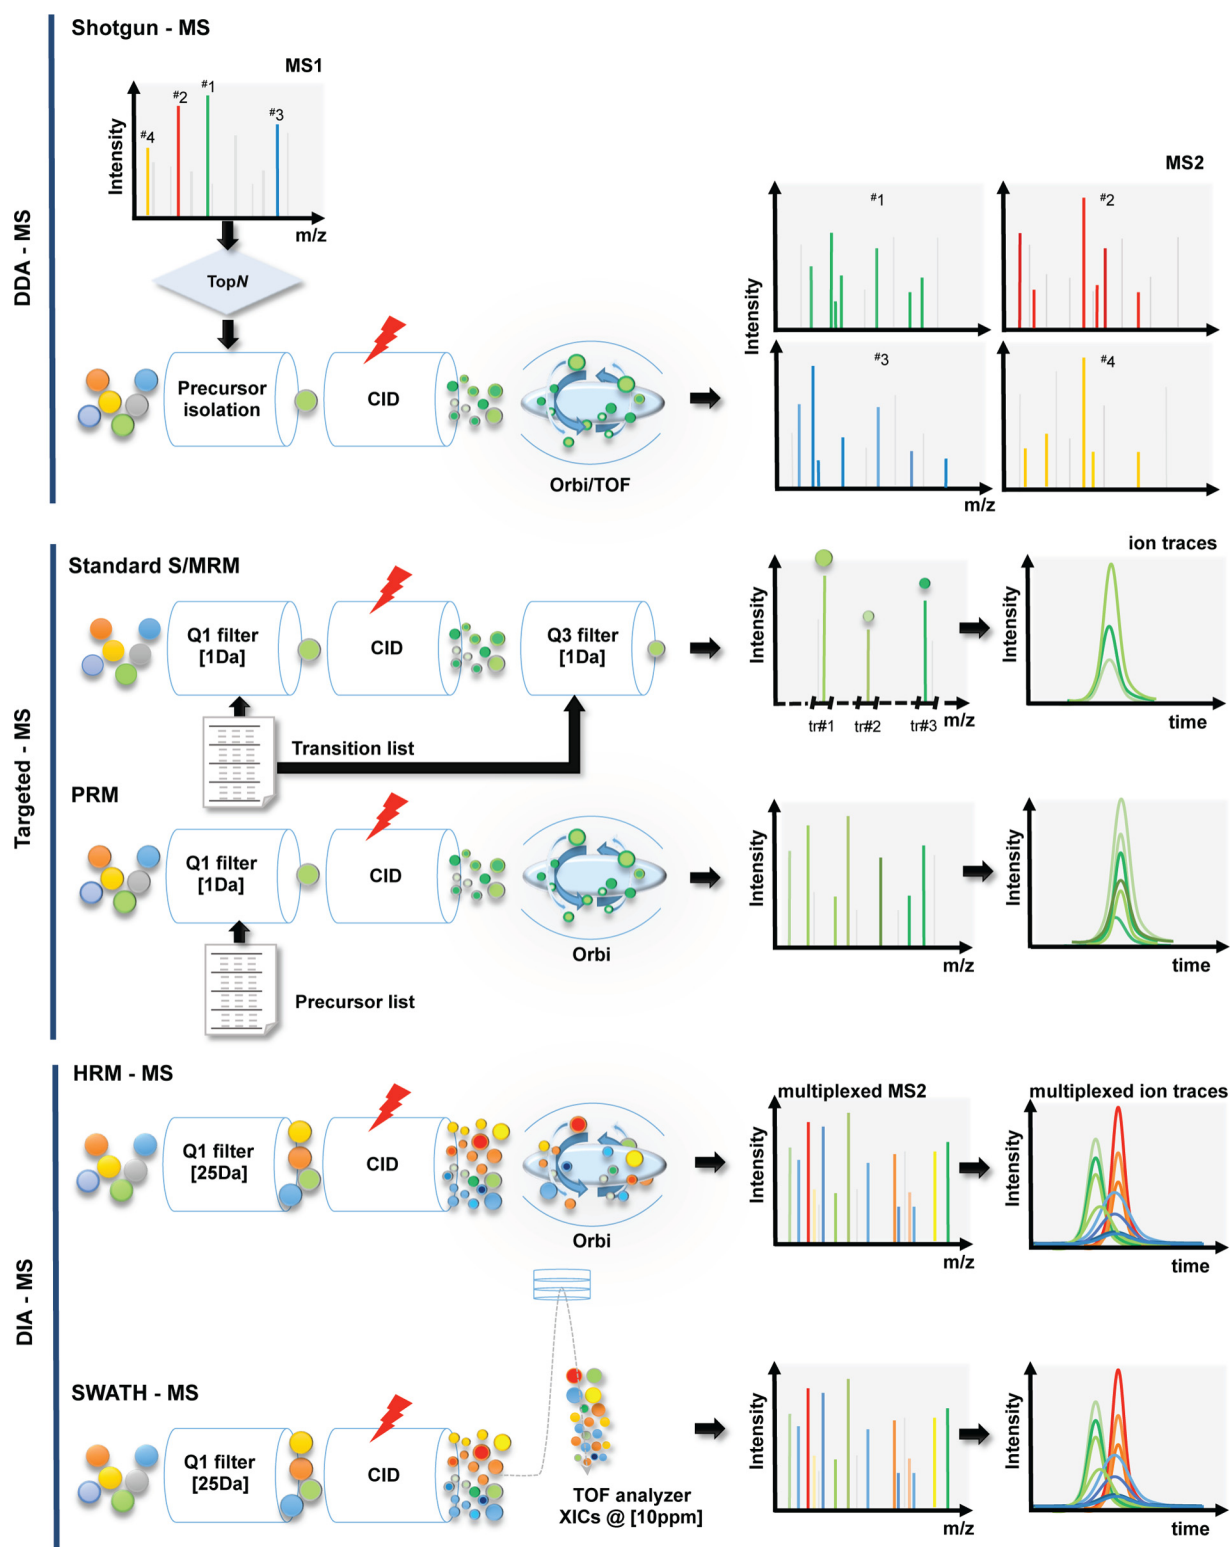 Shotgun - MS
MS1
#1
#2
#3
#4
Intensity
m/z
TopN
DDA - MS
Precursor
isolation
CID
Orbi/TOF
MS2
#1
#2
Intensity
#3
#4
m/z
Targeted - MS
Standard S/MRM
Q1 filter
[1Da]
CID
Q3 filter
[1Da]
Intensity
tr#1
tr#2
tr#3
m/z
ion traces
Intensity
time
Transition list
PRM
Q1 filter
[1Da]
CID
Orbi
Intensity
m/z
Intensity
time
Precursor list
DIA - MS
HRM - MS
Q1 filter
[25Da]
CID
Orbi
multiplexed MS2
Intensity
m/z
multiplexed ion traces
Intensity
time
SWATH - MS
Q1 filter
[25Da]
CID
TOF analyzer
XICs @ [10ppm]
Intensity
m/z
Intensity
time